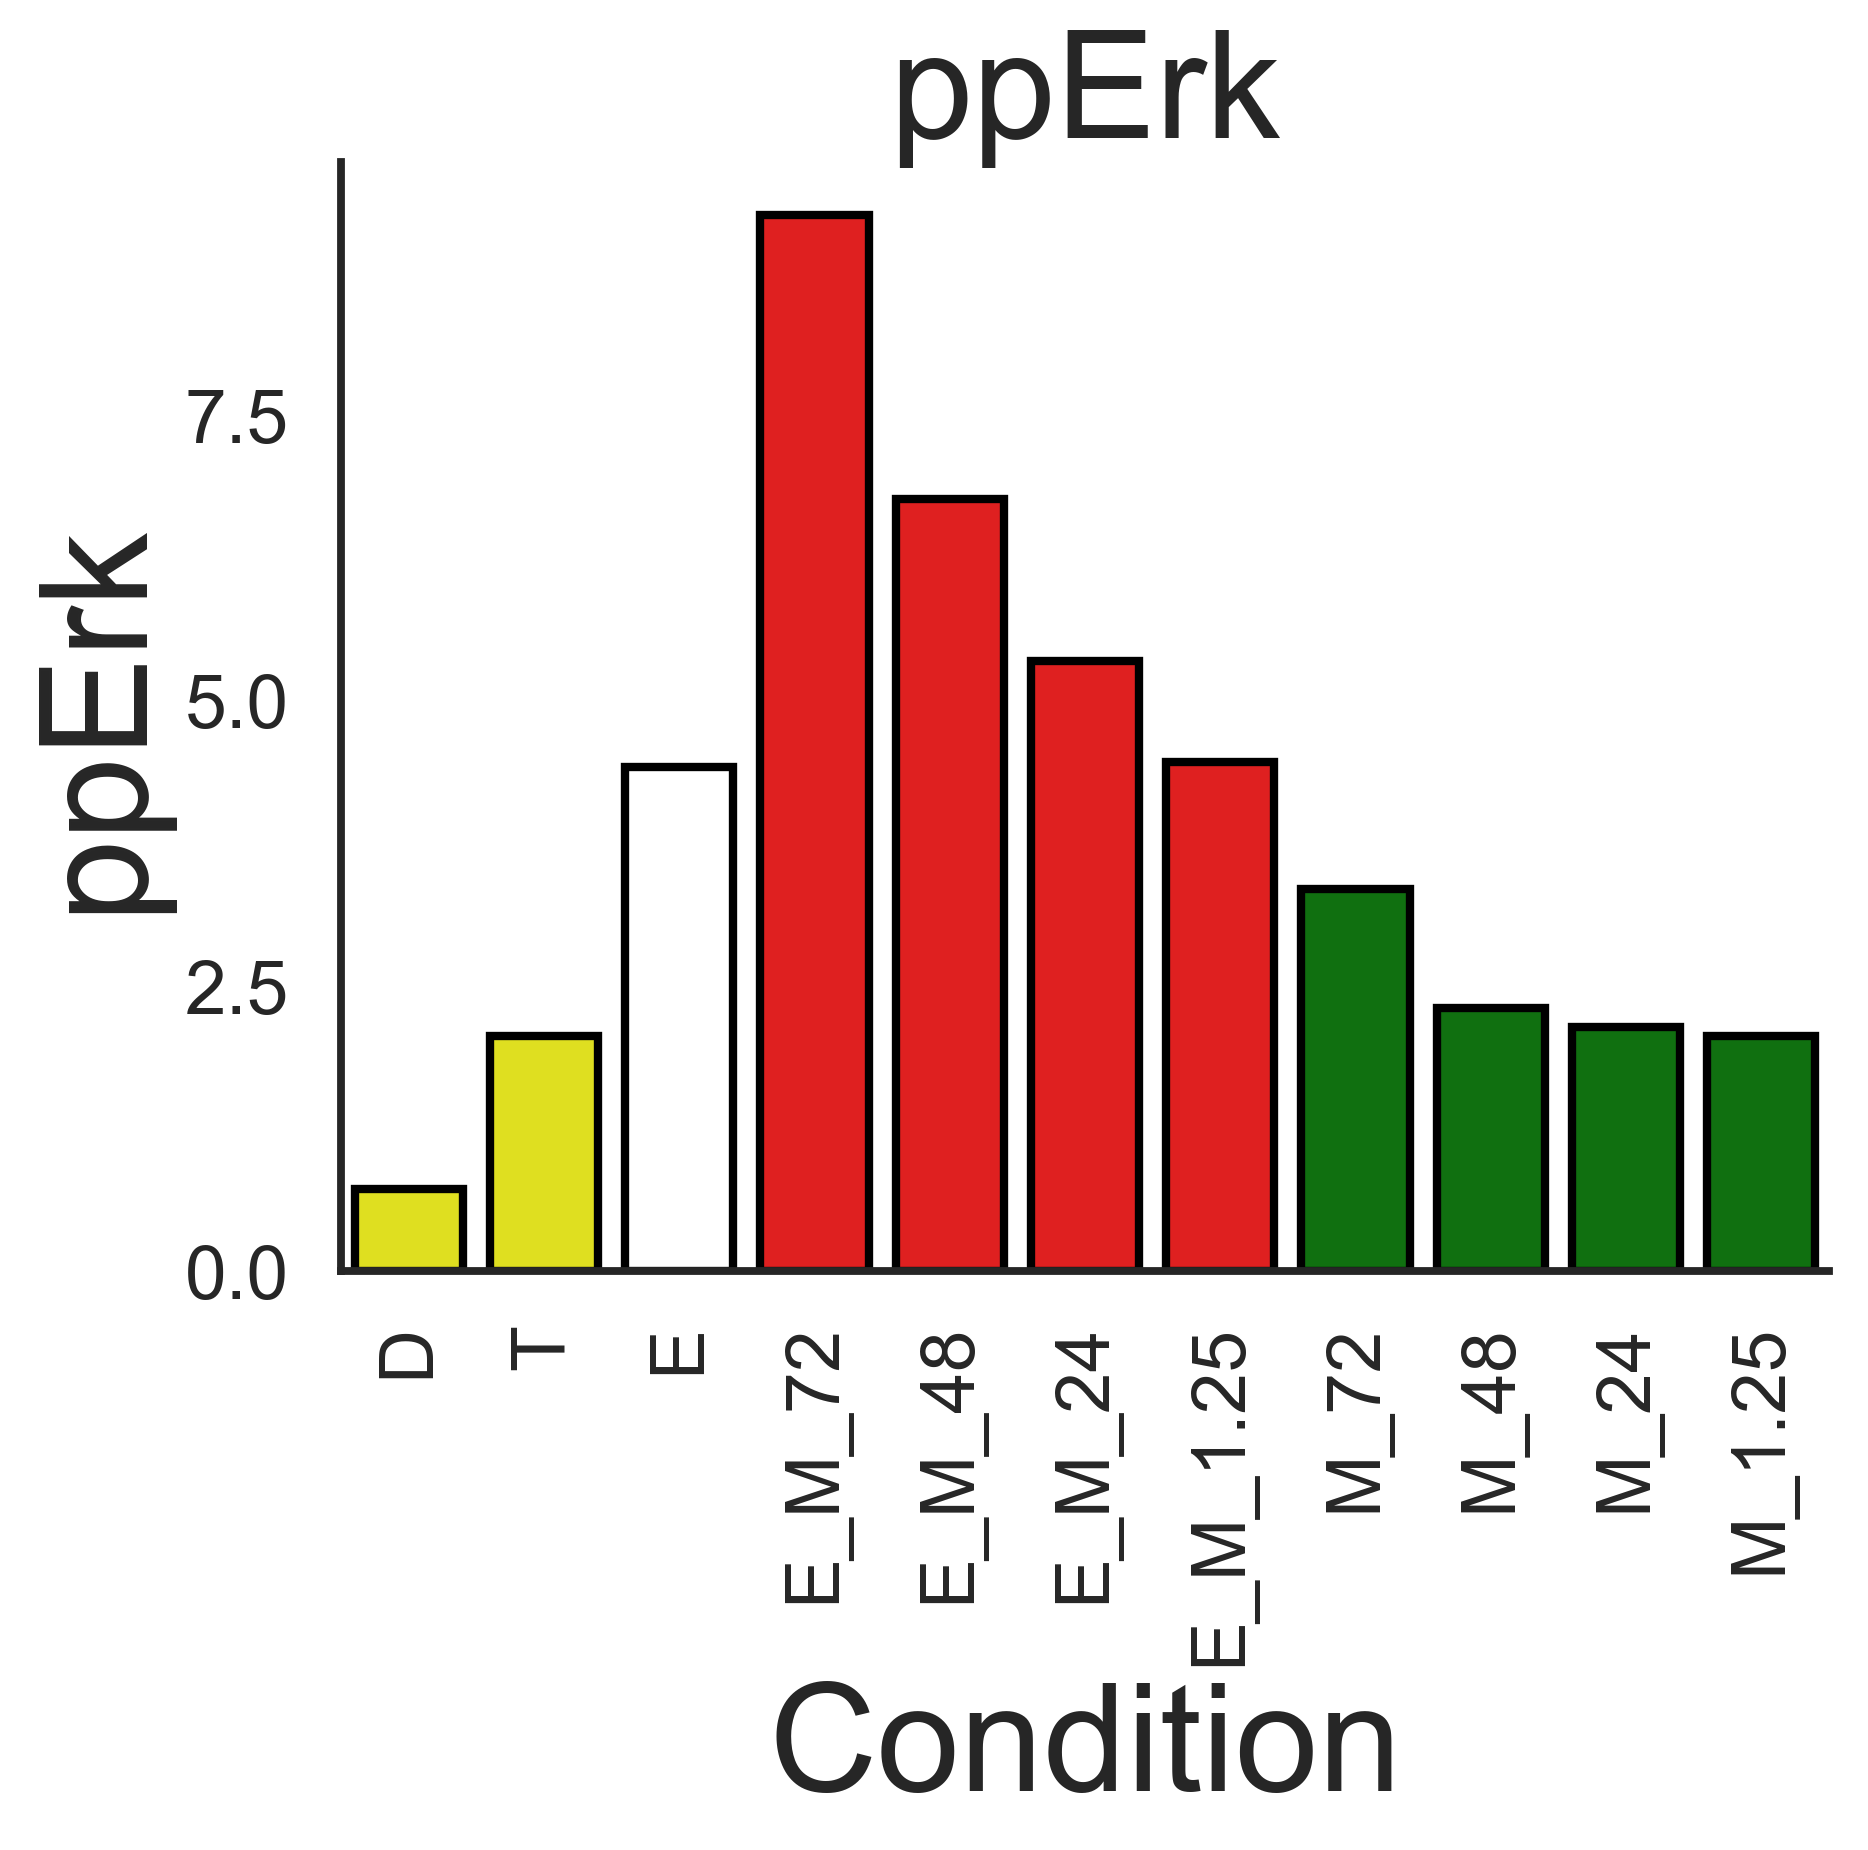 ppErk
ppErk
7.5
5.0
2.5
0.0
D
T
E
E_M_72
E_M_48
E_M_24
E_M_1.25
M_72
M_48
M_24
M_1.25
Condition